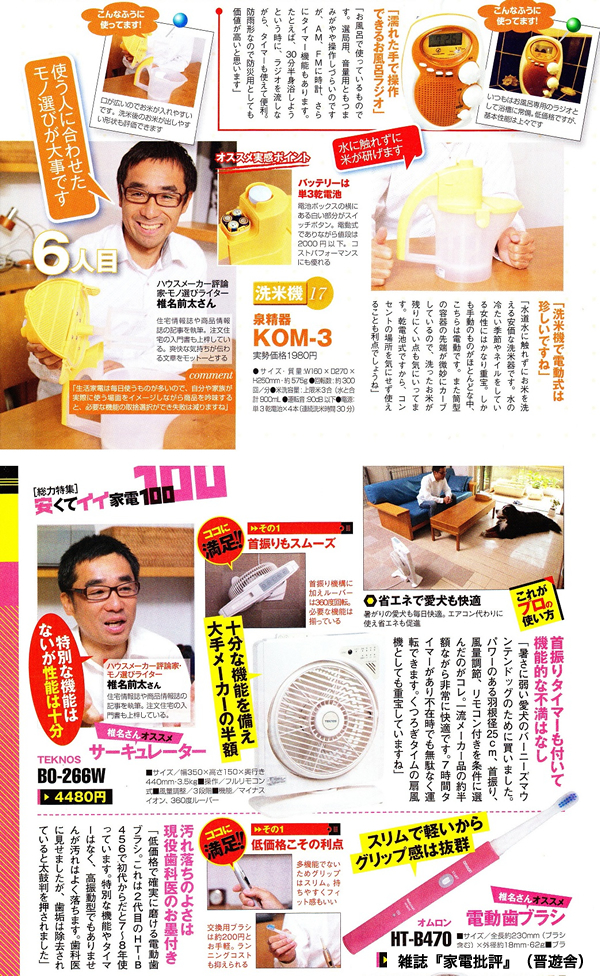 こんなふうに
使ってます!
口が広いのでお米が入れやすい
です。洗米後のお米が出しやす
い形状も評価できます
「濡れた手で操作
できるお風呂ラジオ」
「お風呂で使っているもので
す。選局用、音量用ともつま
みがやや操作しづらいのです
が、AM、FMに時計、さら
にタイマー機能もあります。
たとえば、30分半身浴しよう
という時に、ラジオを流しな
がら、タイマーも使えて便利。
防雨形なので防災用としても
価値が高いと思います」
こんなふうに
使ってます!
いつもはお風呂専用のラジオと
して浴槽に常備。低価格ですが、
基本性能は上々です
使う人に合わせた
モノ選びが大事です
6人目
ハウスメーカー評論
家・モノ選びライター
椎名前太さん
住宅情報誌や商品情報
誌の記事を執筆。注文住
宅の入門書も上梓してい
る。爽快な気持ちが伝わ
る文章をモットーとする
comment
「生活家電は毎日使うものが多いので、自分や家族が
実際に使う場面をイメージしながら商品を吟味する
と、必要な機能の取捨選択ができ失敗は減りますね」
オススメ実感ポイント
バッテリーは
単3乾電池
電池ボックスの横に
ある白い部分がスイ
ッチボタン。電動式
でありながら値段は
2000円以下。コ
ストパフォーマンス
にも優れる
水に触れずに
米が研げます
洗米機 17
泉精器
KOM-3
実勢価格1980円
●サイズ・質量:W160×D270×
H250mm・約575g●回転数:約300
回/分●米洗容量:上限米3合(水と合
計900mL●運転音:90dB以下●電源:
単3乾電池×4本(連続洗米時間30分)
「洗米機で電動式は
珍しいですね」
「水道水に触れずにお米を洗
える安価な洗米器です。水の
冷たい季節やネイルをしてい
る女性にはかなり重宝。しか
も手動のものがほとんどな中、
こちらは電動です。また筒型
の容器の先端が微妙にカーブ
しているので、洗ったお米が
残りにくい点も気にいってま
す。乾電池式ですから、コン
セントの場所を気にせず使え
ることも利点でしょうね」
[総力特集]
安くてイイ家電100
100
特別な機能は
ないが性能は十分
ハウスメーカー評論家・
モノ選びライター
椎名前太さん
住宅情報誌や商品情報誌
の記事を執筆。注文住宅の
入門書も上梓している。
ココに
満足!!
その1
首振りもスムーズ
首振り機構に
加えルーバー
は360度回転。
必要な機能は
揃っている
省エネで愛犬も快適
暑がりの愛犬も毎日快適。エアコン代わりに
使え省エネも促進
これが
プロの
使い方
十分な機能を備え
大手メーカーの半額
首振りタイマーも付いて
機能的な不満はなし
「暑さに弱い愛犬のバーニーズマウ
ンテンドッグのために買いました。
パワーのある羽根径25cm、首振り、
風量調節、リモコン付きを条件に選
んだのがコレ。一流メーカー品の約半
額ながら非常に快適です。7時間タ
イマーがあり不在時でも無駄なく運
転できます。くつろぎタイムの扇風
機としても重宝していますね」
椎名さんオススメ
サーキュレーター
TEKNOS
BO-266W
4480円
■サイズ/幅350×高さ150×奥行き
440mm・3.5kg■操作/フルリモコン
式■風量調整/3段階■機能/マイナス
イオン、360度ルーバー
汚れ落ちのよさは
現役歯科医のお墨付き
「低価格で確実に磨ける電動歯
ブラシ。これは2代目のHT-B
456で初代からだと7~8年使
っています。特別な機能やタイマ
ーはなく、高振動型でもありませ
んが汚れはよく落ちます。歯科医
に見せましたが、歯垢は除去され
ていると太鼓判を押されました」
ココに
満足!!
その1
低価格こその利点
多機能でない
ためグリップ
はスリム。持
ちやすくフィ
ット感もいい
交換用ブラシ
は約200円と
お手軽。ラン
ニングコスト
も抑えられる
スリムで軽いから
グリップ感は抜群
椎名さんオススメ
電動歯ブラシ
オムロン
HT-B470
■サイズ/全長約230mm(ブラシ
含む)×外径約18mm・62g■ブラ
雑誌『家電批評』(晋遊舎)